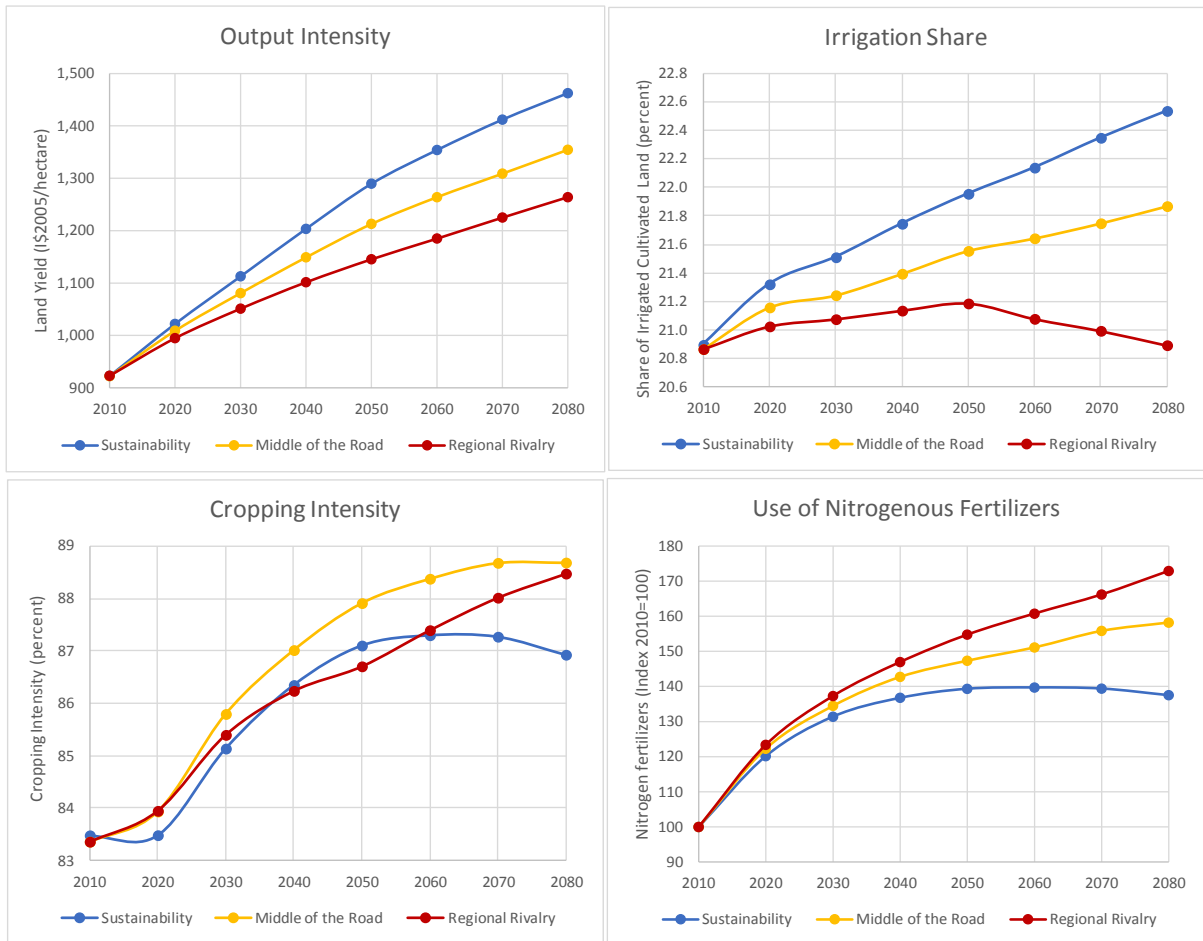 Output Intensity
Land Yield ($2005/hectare)
1,500
1,400
1,300
1,200
1,100
1,000
900
2010 2020 2030 2040 2050 2060 2070 2080
Sustainability Middle of the Road Regional Rivalry
Irrigation Share
Share of Irrigated Cultivated Land (percent)
22.8
22.6
22.4
22.2
22.0
21.8
21.6
21.4
21.2
21.0
20.8
20.6
2010 2020 2030 2040 2050 2060 2070 2080
Sustainability Middle of the Road Regional Rivalry
Cropping Intensity
Cropping Intensity (percent)
89
88
87
86
85
84
83
2010 2020 2030 2040 2050 2060 2070 2080
Sustainability Middle of the Road Regional Rivalry
Use of Nitrogenous Fertilizers
Nitrogen fertilizers (Index 2010=100)
180
170
160
150
140
130
120
110
100
90
2010 2020 2030 2040 2050 2060 2070 2080
Sustainability Middle of the Road Regional Rivalry